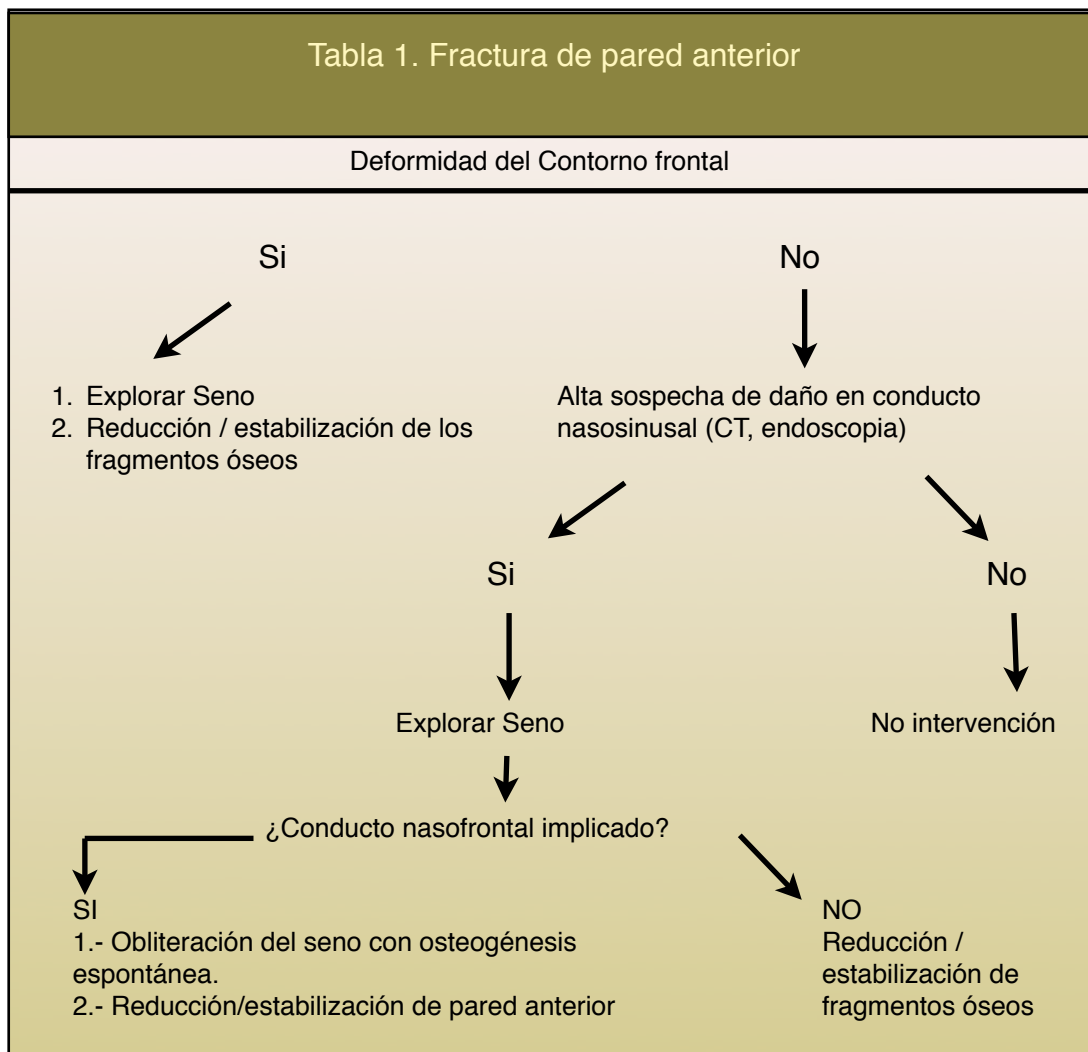 Tabla 1. Fractura de pared anterior
Deformidad del Contorno frontal
Si
No
1. Explorar Seno
2. Reducción / estabilización de los
fragmentos óseos
Alta sospecha de daño en conducto
nasosinusal (CT, endoscopia)
Si
No
Explorar Seno
No intervención
¿Conducto nasofrontal implicado?
SI
1.- Obliteración del seno con osteogénesis
espontánea.
2.- Reducción/estabilización de pared anterior
NO
Reducción /
estabilización de
fragmentos óseos